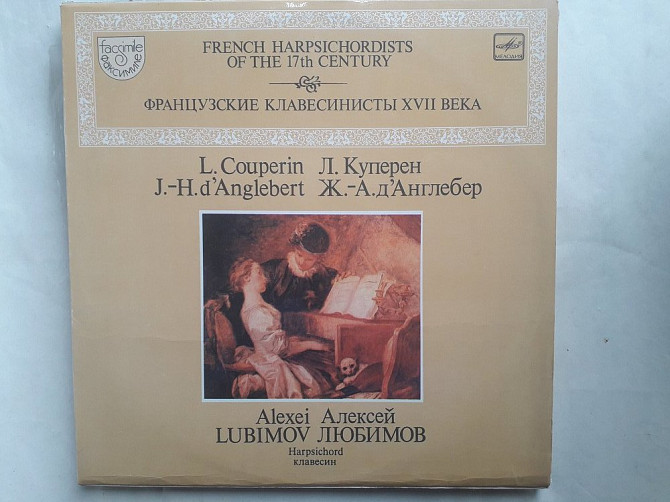 facsimile
ФАКСИМИЛЕ
FRENCH HARPSICHORDISTS
OF THE 17th CENTURY
ФРАНЦУЗСКИЕ КЛАВЕСИНИСТЫ XVII ВЕКА
МЕЛОДИЯ
L. Couperin Л. Куперен
J.-H. d'Anglebert Ж.-А. д'Англебер
Alexei Алексей
LUBIMOV ЛЮБИМОВ
Harpsichord
клавесин